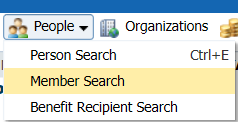 People Organizations
Person Search Ctrl+E
Member Search
Benefit Recipient Search